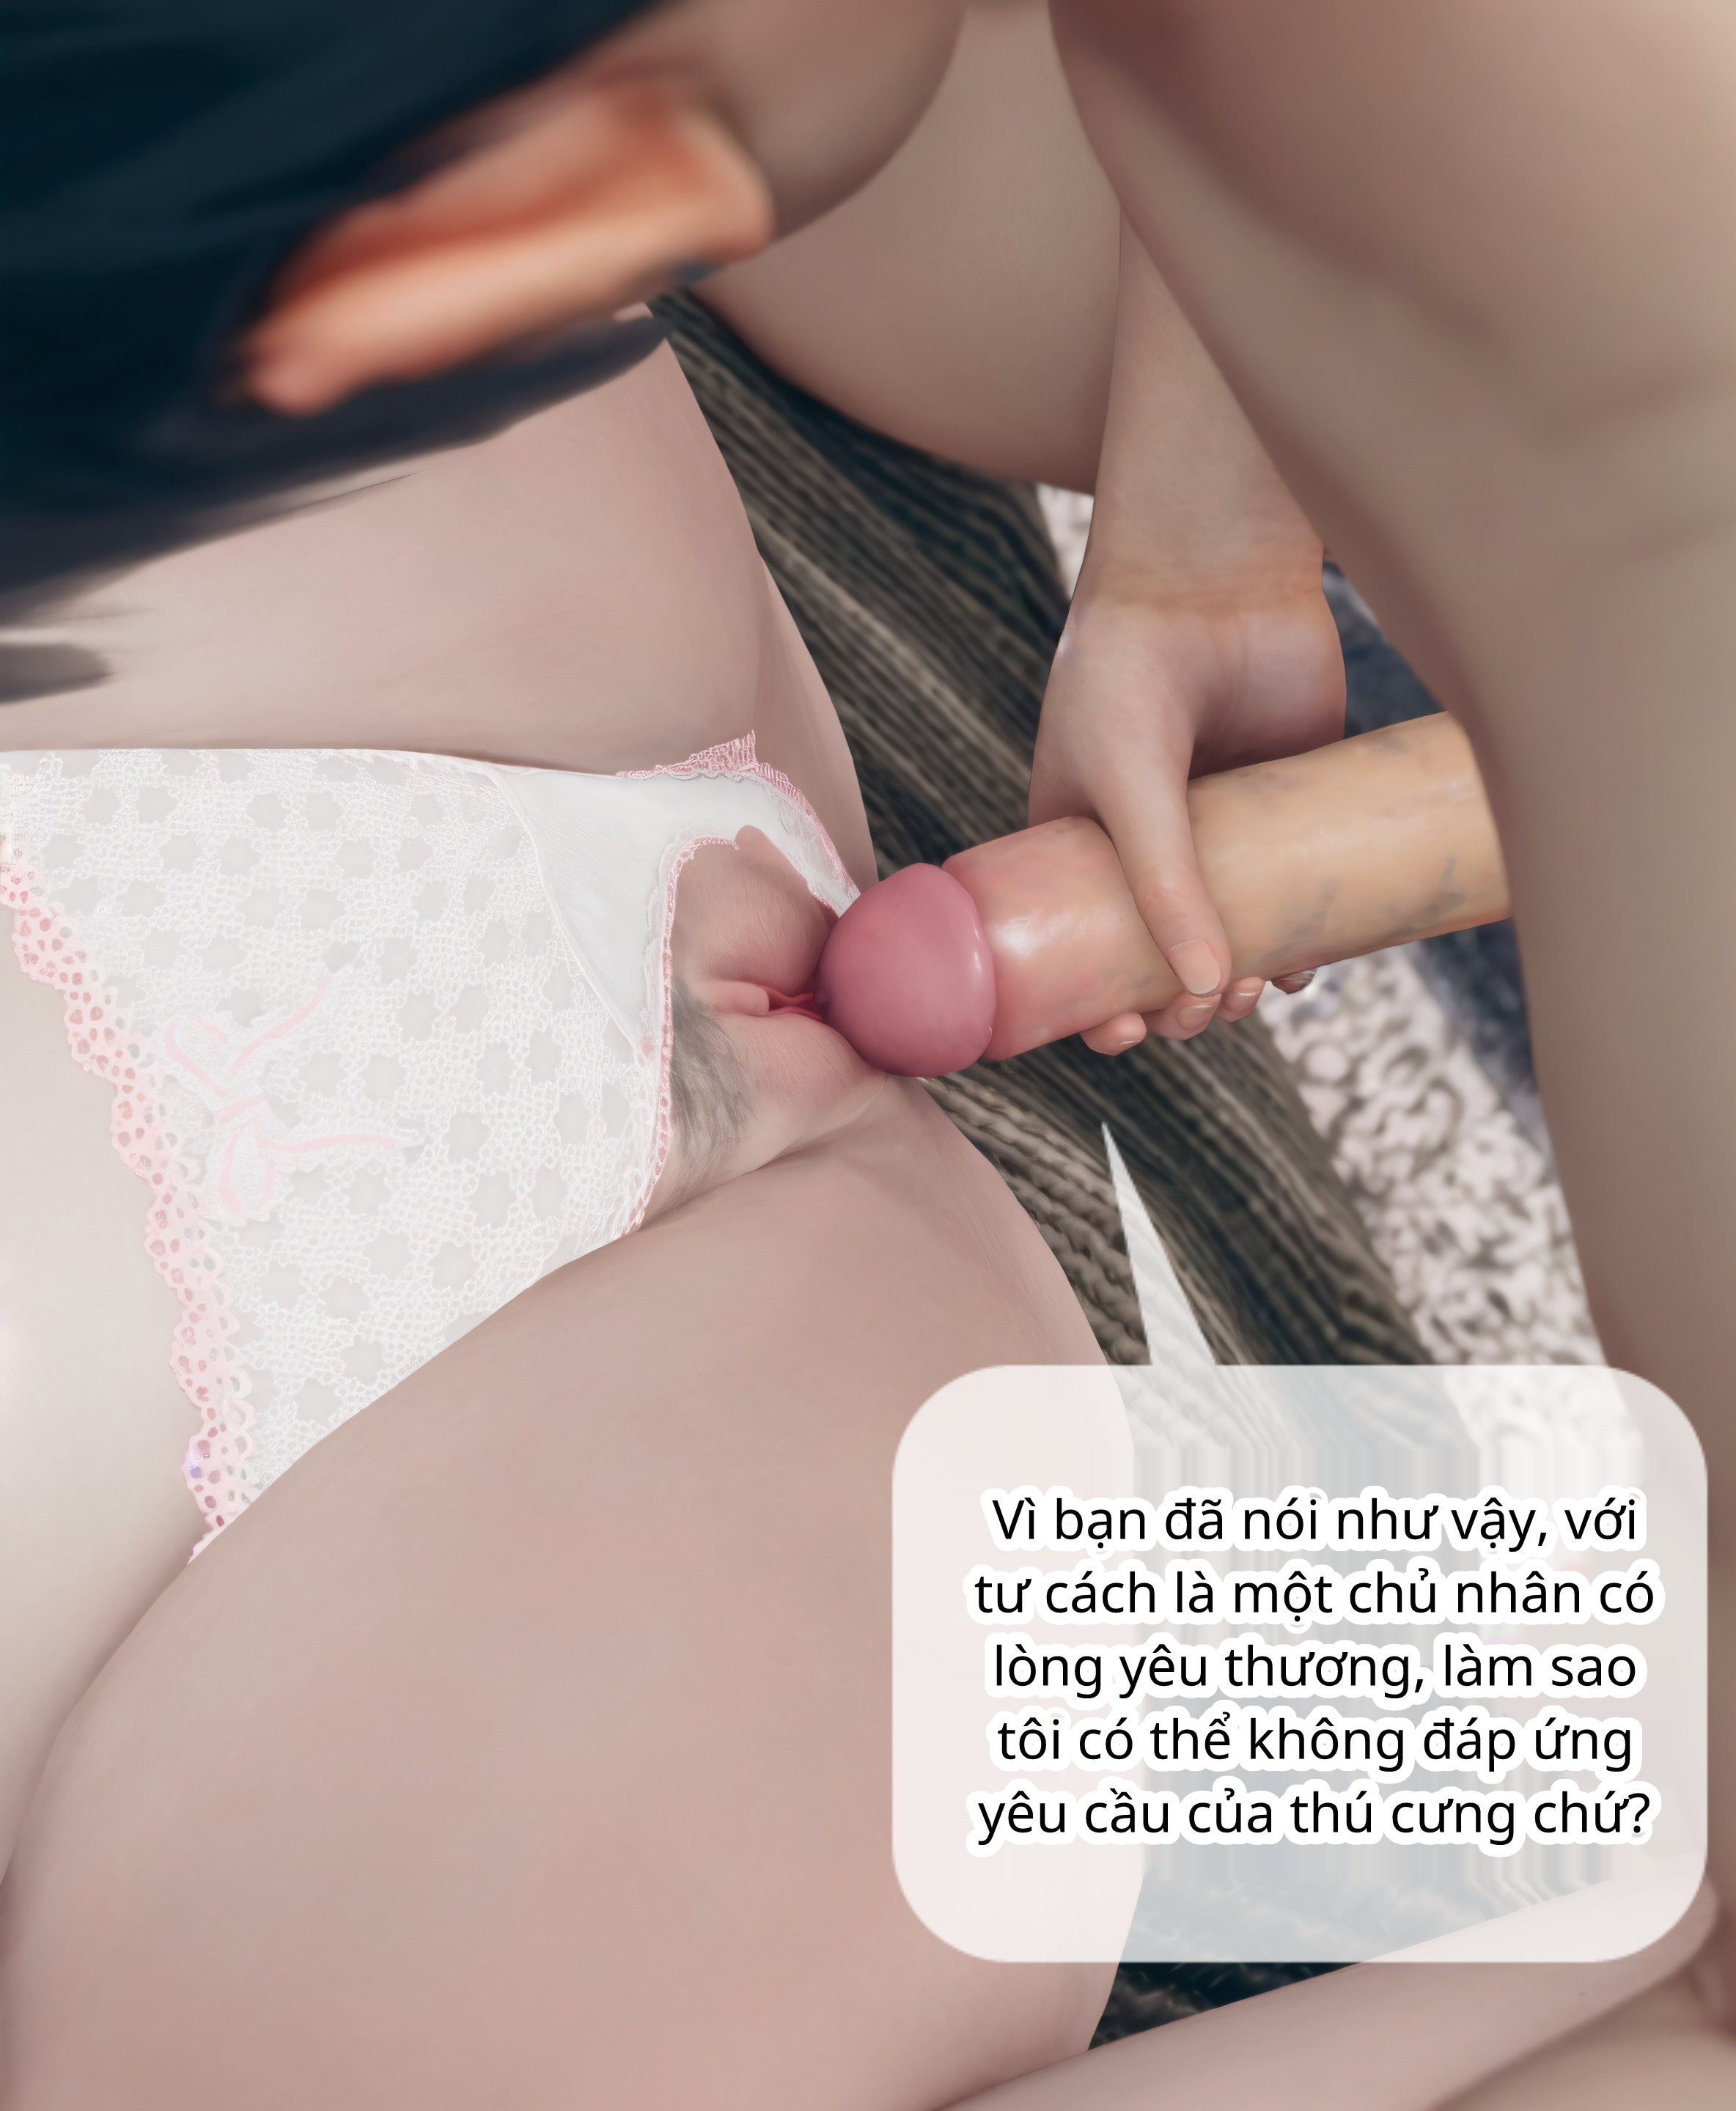 Vì bạn đã nói như vậy, với
tư cách là một chủ nhân có
lòng yêu thương, làm sao
tôi có thể không đáp ứng
yêu cầu của thú cưng chứ?